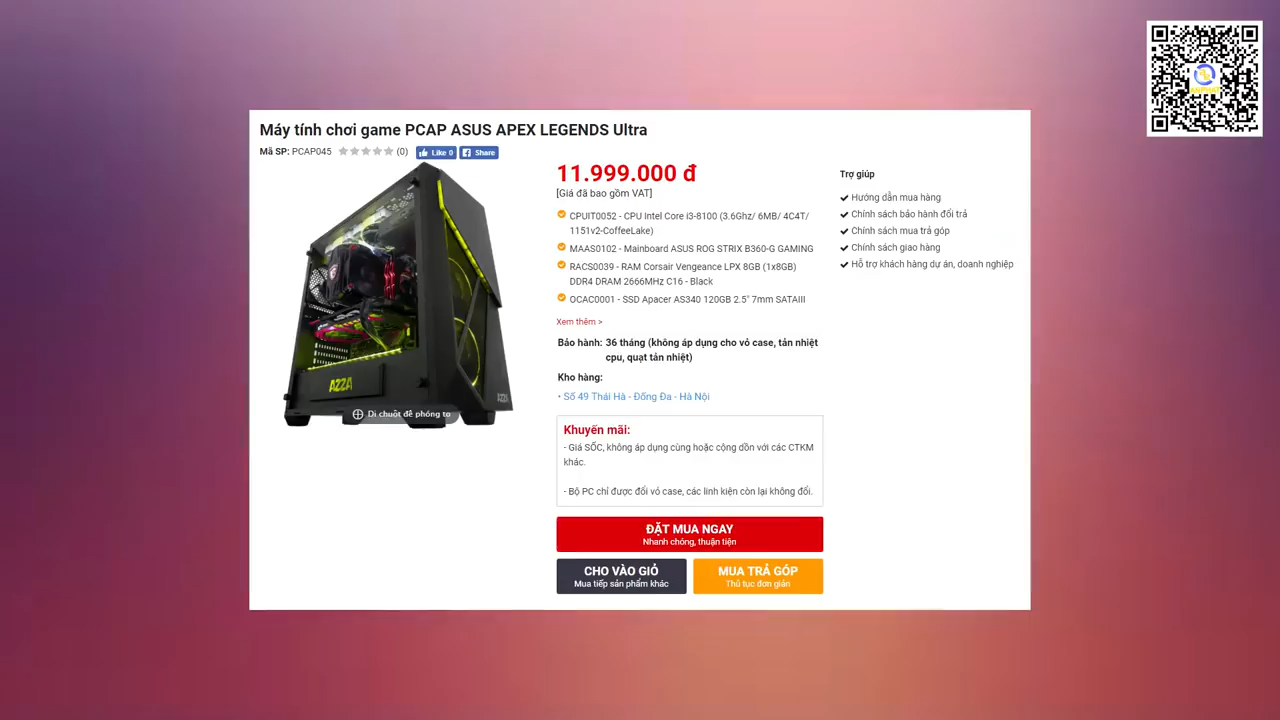 AN PHAT
Máy tính chơi game PCAP ASUS APEX LEGENDS Ultra
Mã SP: PCAP045 (0) Like 0 Share
AZZA
AZZA
Di chuột để phóng to
11.999.000 đ
[Giá đã bao gồm VAT]
CPUIT0052 - CPU Intel Core i3-8100 (3.6Ghz/ 6MB/ 4C4T/
1151v2-CoffeeLake)
MAAS0102 - Mainboard ASUS ROG STRIX B360-G GAMING
RACS0039 - RAM Corsair Vengeance LPX 8GB (1x8GB)
DDR4 DRAM 2666MHz C16 - Black
OCAC0001 - SSD Apacer AS340 120GB 2.5" 7mm SATAIII
Xem thêm >
Bảo hành: 36 tháng (không áp dụng cho vỏ case, tản nhiệt
cpu, quạt tản nhiệt)
Kho hàng:
• Số 49 Thái Hà - Đống Đa - Hà Nội
Khuyến mãi:
- Giá SỐC, không áp dụng cùng hoặc cộng dồn với các CTKM
khác.
- Bộ PC chỉ được đổi vỏ case, các linh kiện còn lại không đổi.
ĐẶT MUA NGAY
Nhanh chóng, thuận tiện
CHO VÀO GIỎ
Mua tiếp sản phẩm khác
MUA TRẢ GÓP
Thủ tục đơn giản
Trợ giúp
Hướng dẫn mua hàng
Chính sách bảo hành đổi trả
Chính sách mua trả góp
Chính sách giao hàng
Hỗ trợ khách hàng dự án, doanh nghiệp